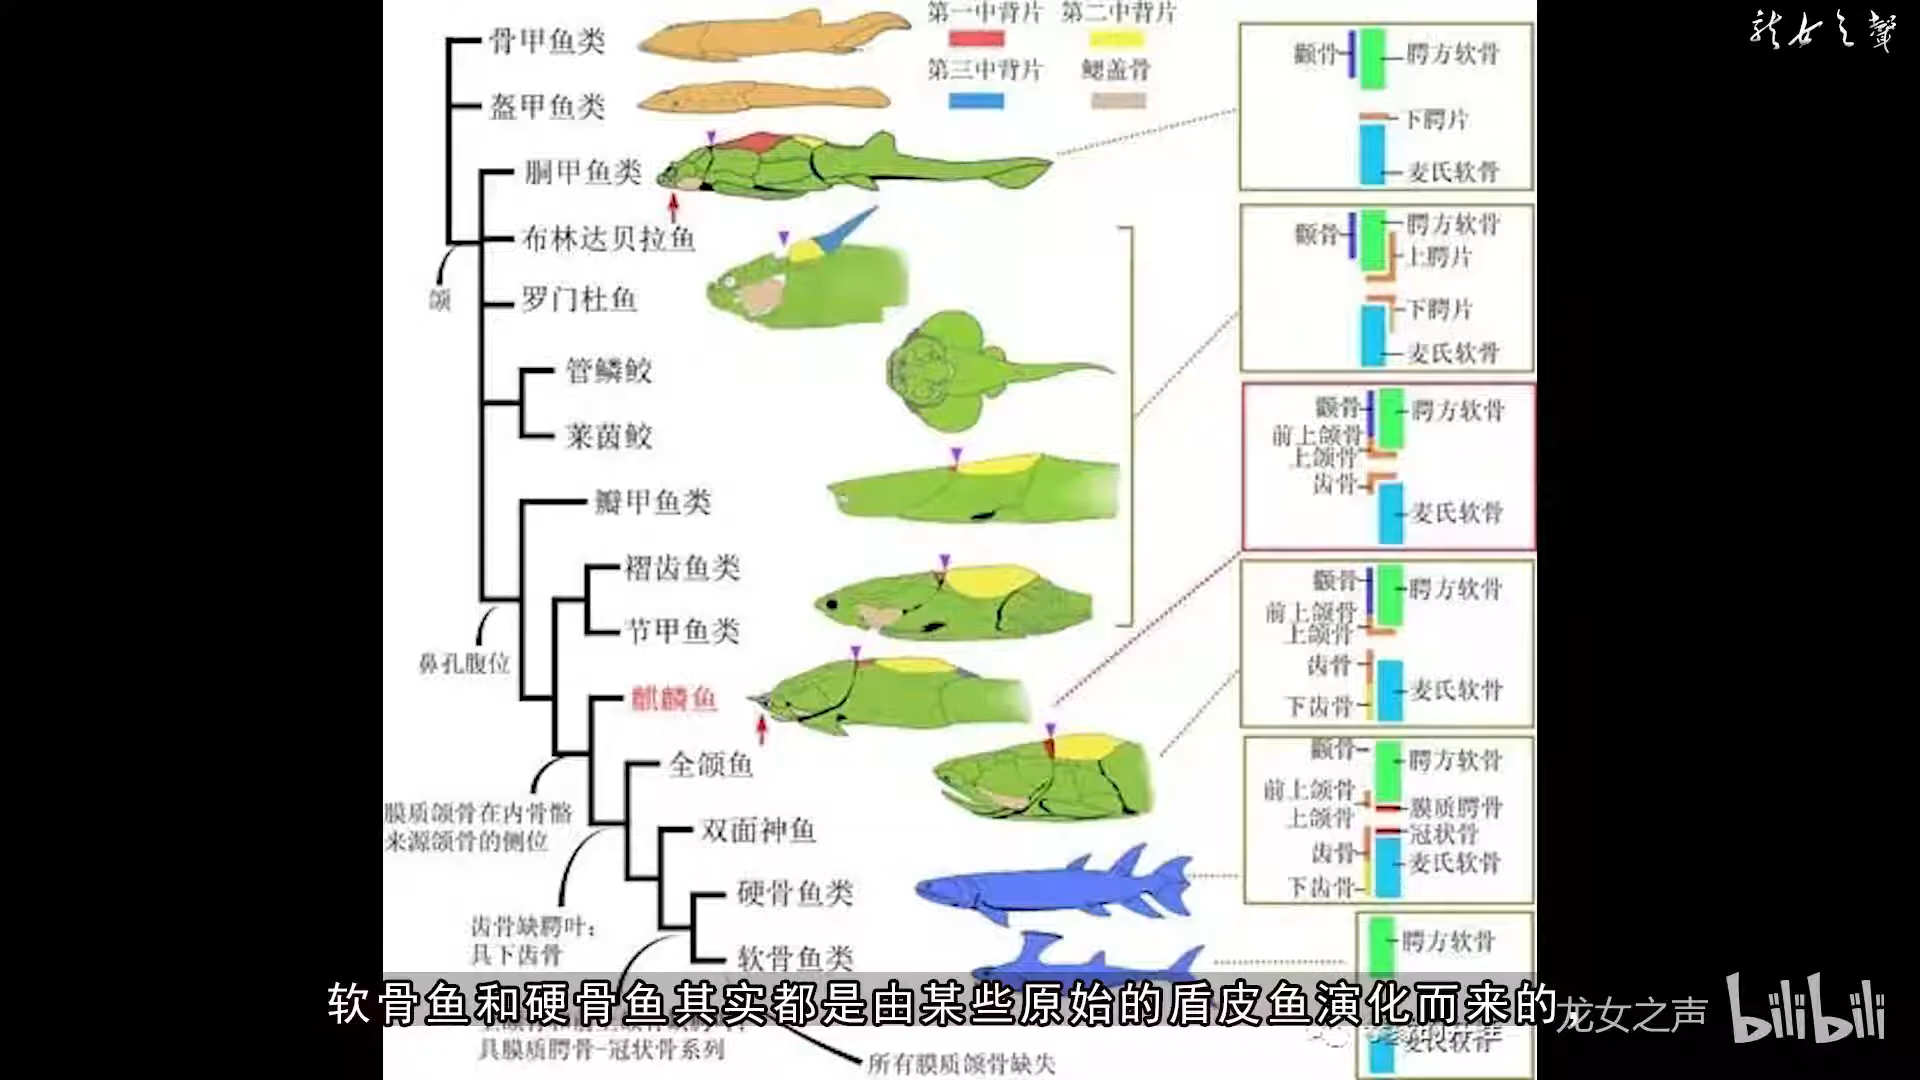 龙女之声
第一中背片 第二中背片
第三中背片 鳃盖骨
骨甲鱼类
盔甲鱼类
胴甲鱼类
布林达贝拉鱼
罗门杜鱼
管鳞鲛
莱茵鲛
瓣甲鱼类
褶齿鱼类
节甲鱼类
麒麟鱼
全颌鱼
双面神鱼
硬骨鱼类
软骨鱼类
颌
鼻孔腹位
膜质颌骨在内骨骼
来源颌骨的侧位
齿骨缺腭叶:
具下齿骨
具膜质腭骨-冠状骨系列
所有膜质颌骨缺失
颧骨
腭方软骨
下腭片
麦氏软骨
颧骨
腭方软骨
上腭片
下腭片
麦氏软骨
颧骨
腭方软骨
前上颌骨
上颌骨
齿骨
麦氏软骨
颧骨
腭方软骨
前上颌骨
上颌骨
齿骨
麦氏软骨
下齿骨
颧骨
腭方软骨
前上颌骨
膜质腭骨
上颌骨
冠状骨
齿骨
麦氏软骨
下齿骨
腭方软骨
麦氏软骨
软骨鱼和硬骨鱼其实都是由某些原始的盾皮鱼演化而来的,
龙女之声 bilibili